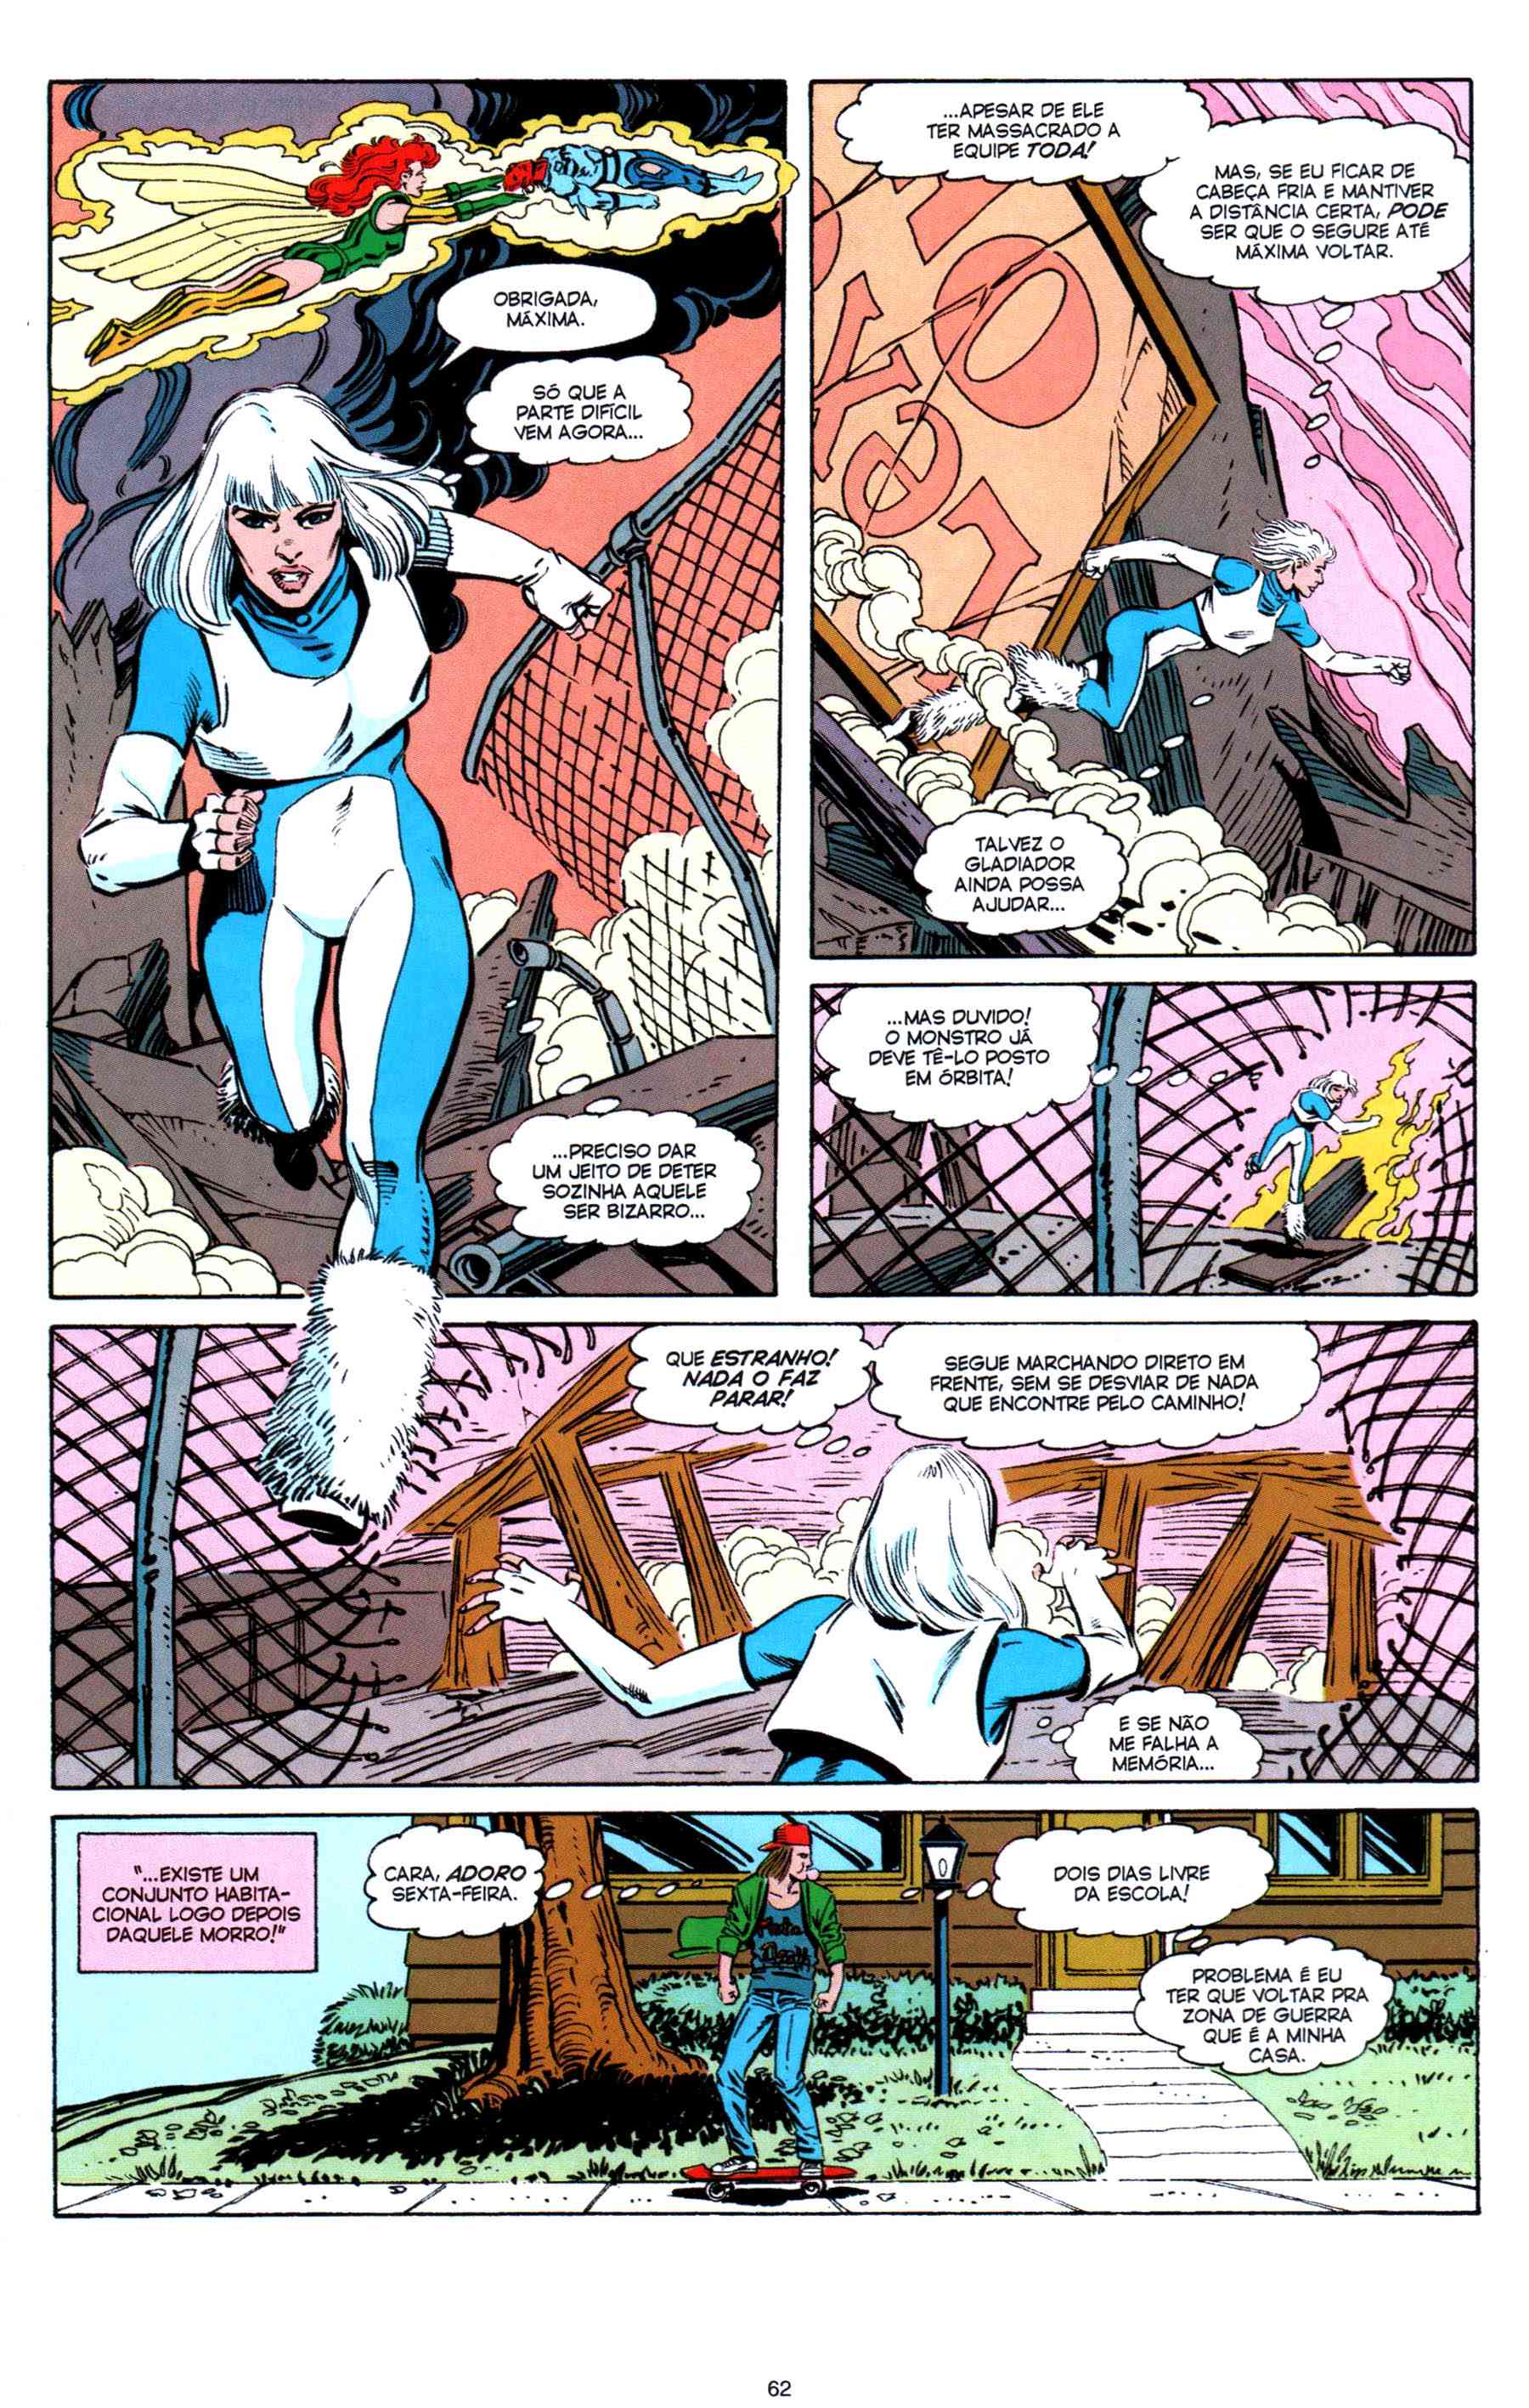 OBRIGADA,
MÁXIMA.
SÓ QUE A
PARTE DIFÍCIL
VEM AGORA...
...PRECISO DAR
UM JEITO DE DETER
SOZINHA AQUELE
SER BIZARRO...
...APESAR DE ELE
TER MASSACRADO A
EQUIPE TODA!
MAS, SE EU FICAR DE
CABEÇA FRIA E MANTIVER
A DISTÂNCIA CERTA, PODE
SER QUE O SEGURE ATÉ
MÁXIMA VOLTAR.
TALVEZ O
GLADIADOR
AINDA POSSA
AJUDAR...
...MAS DUVIDO!
O MONSTRO JÁ
DEVE TÊ-LO POSTO
EM ÓRBITA!
QUE ESTRANHO!
NADA O FAZ
PARAR!
SEGUE MARCHANDO DIRETO EM
FRENTE, SEM SE DESVIAR DE NADA
QUE ENCONTRE PELO CAMINHO!
E SE NÃO
ME FALHA A
MEMÓRIA...
"...EXISTE UM
CONJUNTO HABITA-
CIONAL LOGO DEPOIS
DAQUELE MORRO!"
CARA, ADORO
SEXTA-FEIRA.
DOIS DIAS LIVRE
DA ESCOLA!
PROBLEMA É EU
TER QUE VOLTAR PRA
ZONA DE GUERRA
QUE É A MINHA
CASA.
62